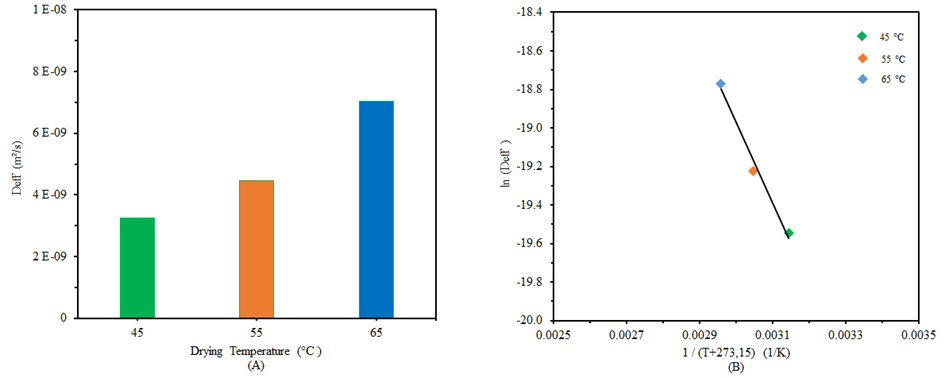 1 E-08
8 E-09
6 E-09
4 E-09
2 E-09
0
Deff (m²/s)
45
55
65
Drying Temperature (°C)
(A)
-18.4
-18.6
-18.8
-19.0
-19.2
-19.4
-19.6
-19.8
-20.0
ln (Deff)
45 °C
55 °C
65 °C
0.0025
0.0027
0.0029
0.0031
0.0033
0.0035
1 / (T+273,15) (1/K)
(B)